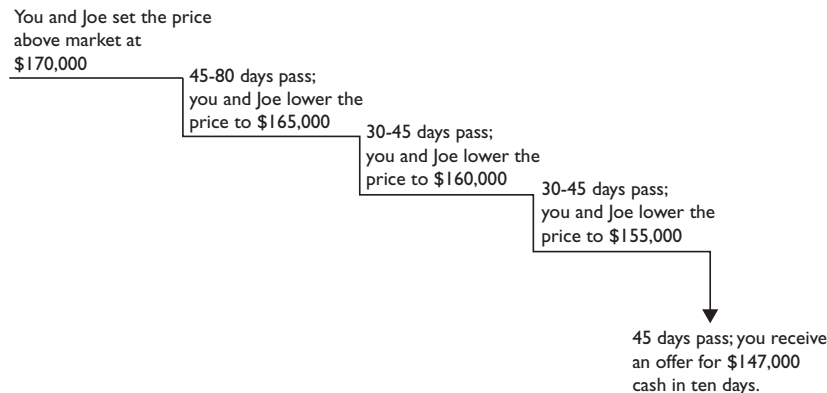 You and Joe set the price
above market at
$170,000
45-80 days pass;
you and Joe lower the
price to $165,000
30-45 days pass;
you and Joe lower the
price to $160,000
30-45 days pass;
you and Joe lower the
price to $155,000
45 days pass; you receive
an offer for $147,000
cash in ten days.